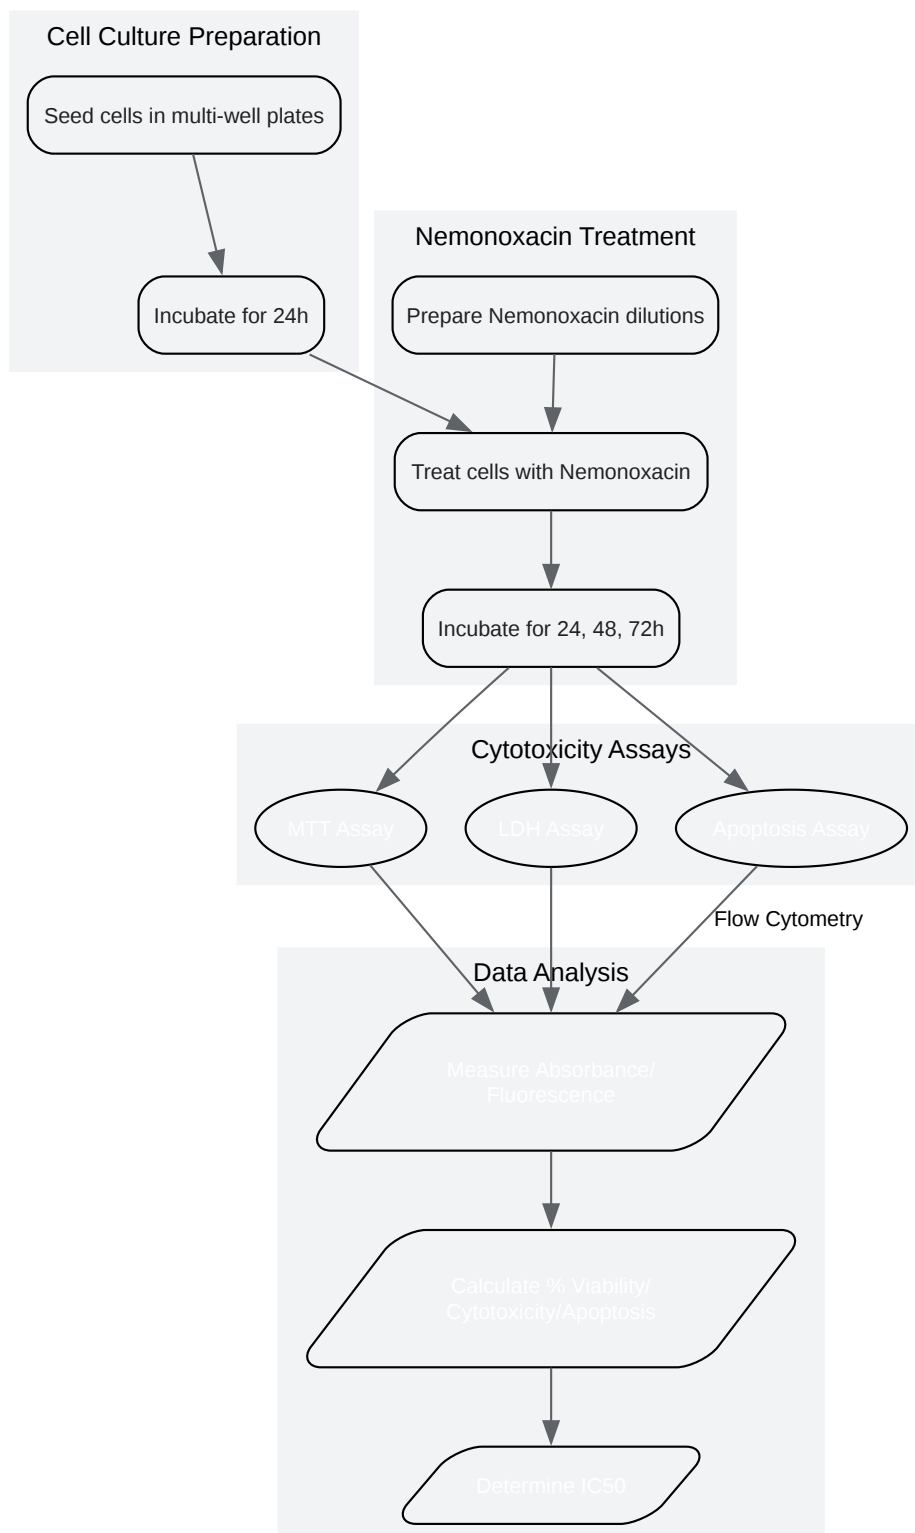 Cell Culture Preparation
Seed cells in multi-well plates
Incubate for 24h
Nemonoxacin Treatment
Prepare Nemonoxacin dilutions
Treat cells with Nemonoxacin
Incubate for 24, 48, 72h
Cytotoxicity Assays
MTT Assay
LDH Assay
Apoptosis Assay
Flow Cytometry
Data Analysis
Measure Absorbance/
Fluorescence
Calculate % Viability/
Cytotoxicity/Apoptosis
Determine IC50